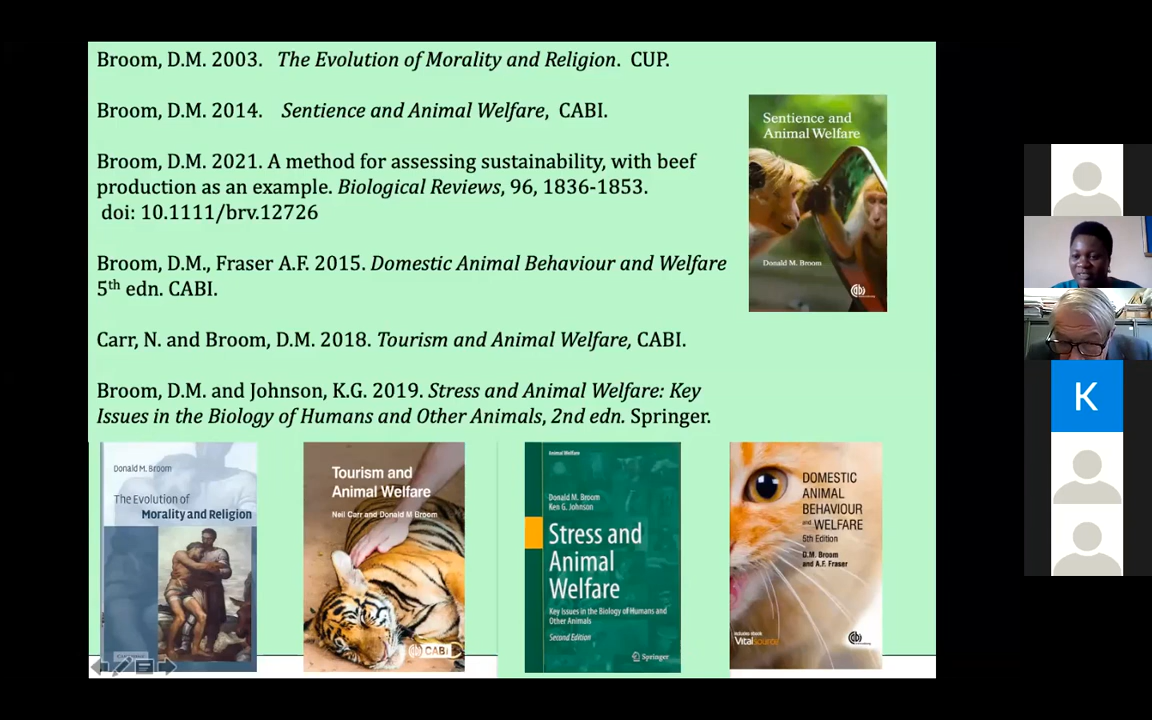 Broom, D.M. 2003. The Evolution of Morality and Religion. CUP.
Broom, D.M. 2014. Sentience and Animal Welfare, CABI.
Broom, D.M. 2021. A method for assessing sustainability, with beef
production as an example. Biological Reviews, 96, 1836-1853.
doi: 10.1111/brv.12726
Broom, D.M., Fraser A.F. 2015. Domestic Animal Behaviour and Welfare
5th edn. CABI.
Carr, N. and Broom, D.M. 2018. Tourism and Animal Welfare, CABI.
Broom, D.M. and Johnson, K.G. 2019. Stress and Animal Welfare: Key
Issues in the Biology of Humans and Other Animals, 2nd edn. Springer.
Sentience and
Animal Welfare
Donald M. Broom
K
Donald M. Broom
The Evolution of
Morality and Religion
Tourism and
Animal Welfare
Neil Carr and Donald M Broom
CABI
Animal Welfare
Donald M. Broom
Ken G. Johnson
Stress and
Animal
Welfare
Key Issues in the Biology of Humans and
Other Animals
Second Edition
Springer
DOMESTIC
ANIMAL
BEHAVIOUR
and WELFARE
5th Edition
D.M. Broom
and A.F. Fraser
VitalSource